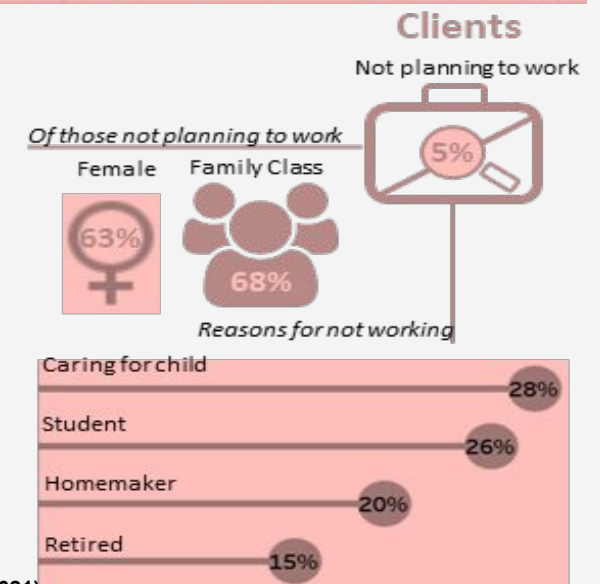 Clients
Not planning to work
5%
Of those not planning to work
Female
Family Class
63%
68%
Reasons for not working
Caring for child
28%
Student
26%
Homemaker
20%
Retired
15%